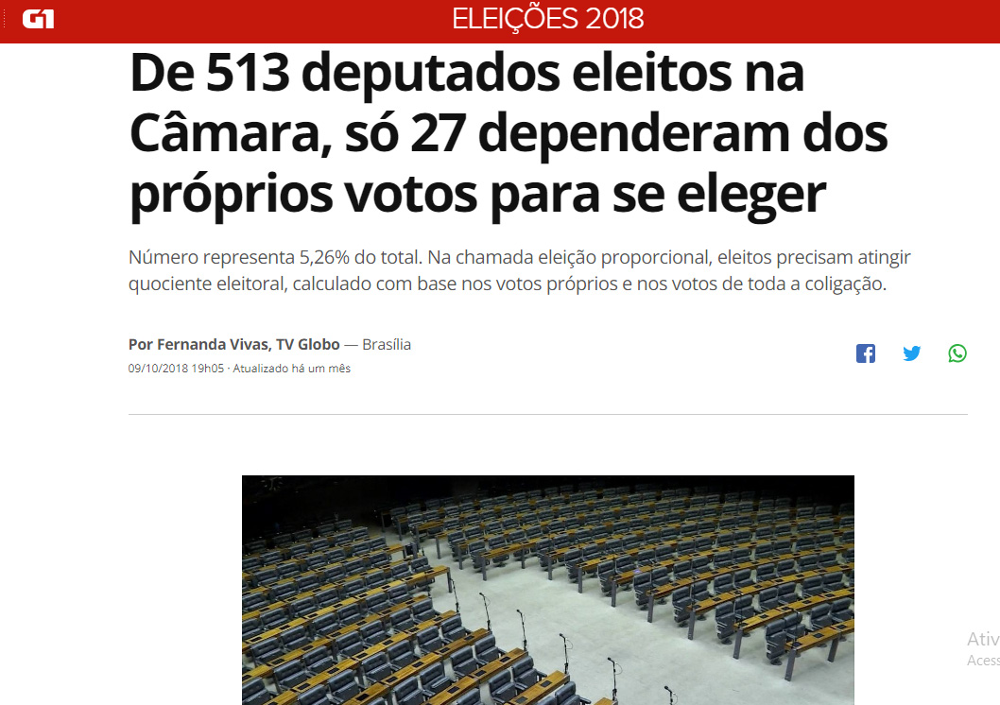 G1
ELEIÇÕES 2018
De 513 deputados eleitos na
Câmara, só 27 dependeram dos
próprios votos para se eleger
Número representa 5,26% do total. Na chamada eleição proporcional, eleitos precisam atingir
quociente eleitoral, calculado com base nos votos próprios e nos votos de toda a coligação.
Por Fernanda Vivas, TV Globo — Brasília
09/10/2018 19h05 · Atualizado há um mês
Ativ
Aces